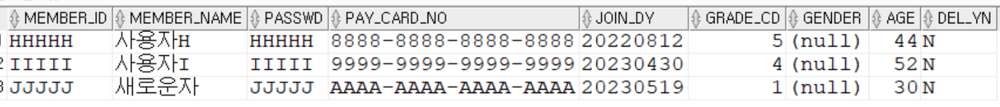 MEMBER_ID MEMBER_NAME PASSWD PAY_CARD_NO JOIN_DY GRADE_CD GENDER AGE DEL_YN
HHHHH 사용자H HHHHH 8888-8888-8888-8888 20220812 5 (null) 44 N
2 IIIII 사용자I IIIII 9999-9999-9999-9999 20230430 4 (null) 52 N
3 JJJJJ 새로운자 JJJJJ AAAA-AAAA-AAAA-AAAA 20230519 1 (null) 30 N